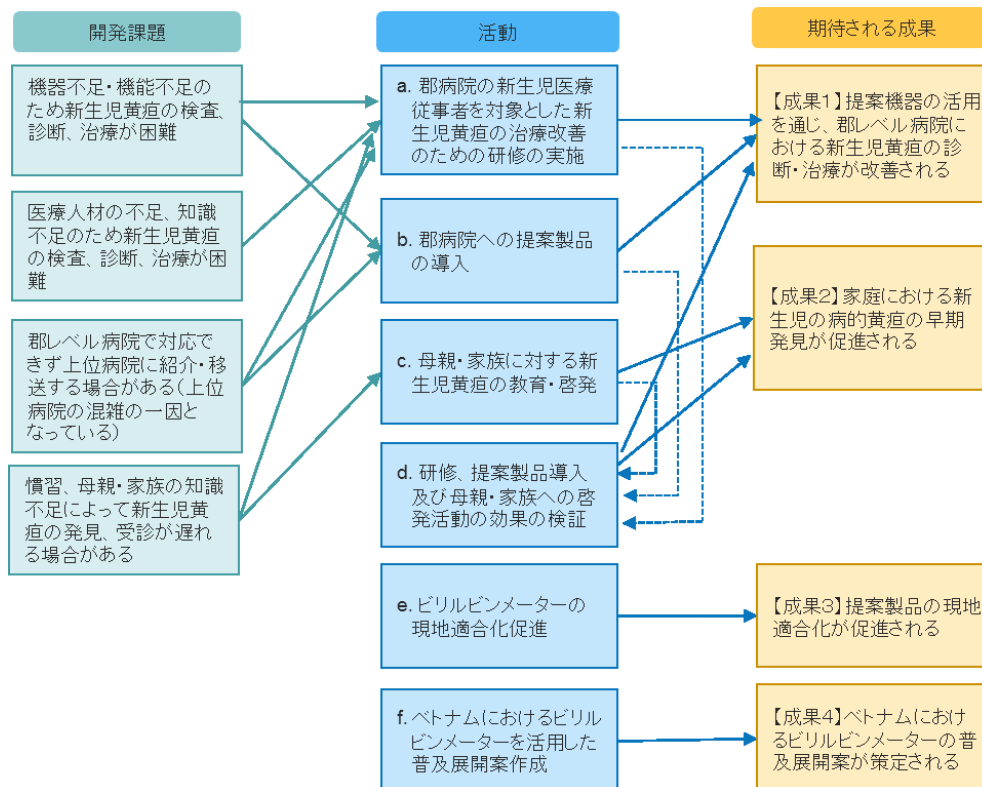 開発課題
機器不足・機能不足の
ため新生児黄疸の検査、
診断、治療が困難
医療人材の不足、知識
不足のため新生児黄疸
の検査、診断、治療が困
難
郡レベル病院で対応で
きず上位病院に紹介・移
送する場合がある(上位
病院の混雑の一因と
なっている)
慣習、母親・家族の知識
不足によって新生児黄
疸の発見、受診が遅れ
る場合がある
活動
a. 郡病院の新生児医療
従事者を対象とした新
生児黄疸の治療改善
のための研修の実施
b. 郡病院への提案製品
の導入
c. 母親・家族に対する新
生児黄疸の教育・啓発
d. 研修、提案製品導入
及び母親・家族への啓
発活動の効果の検証
e. ビリルビンメーターの
現地適合化促進
f. ベトナムにおけるビリル
ビンメーターを活用した
普及展開案作成
期待される成果
【成果1】提案機器の活用
を通じ、郡レベル病院に
おける新生児黄疸の診
断・治療が改善される
【成果2】家庭における新
生児の病的黄疸の早期
発見が促進される
【成果3】提案製品の現地
適合化が促進される
【成果4】ベトナムにおけ
るビリルビンメーターの普
及展開案が策定される